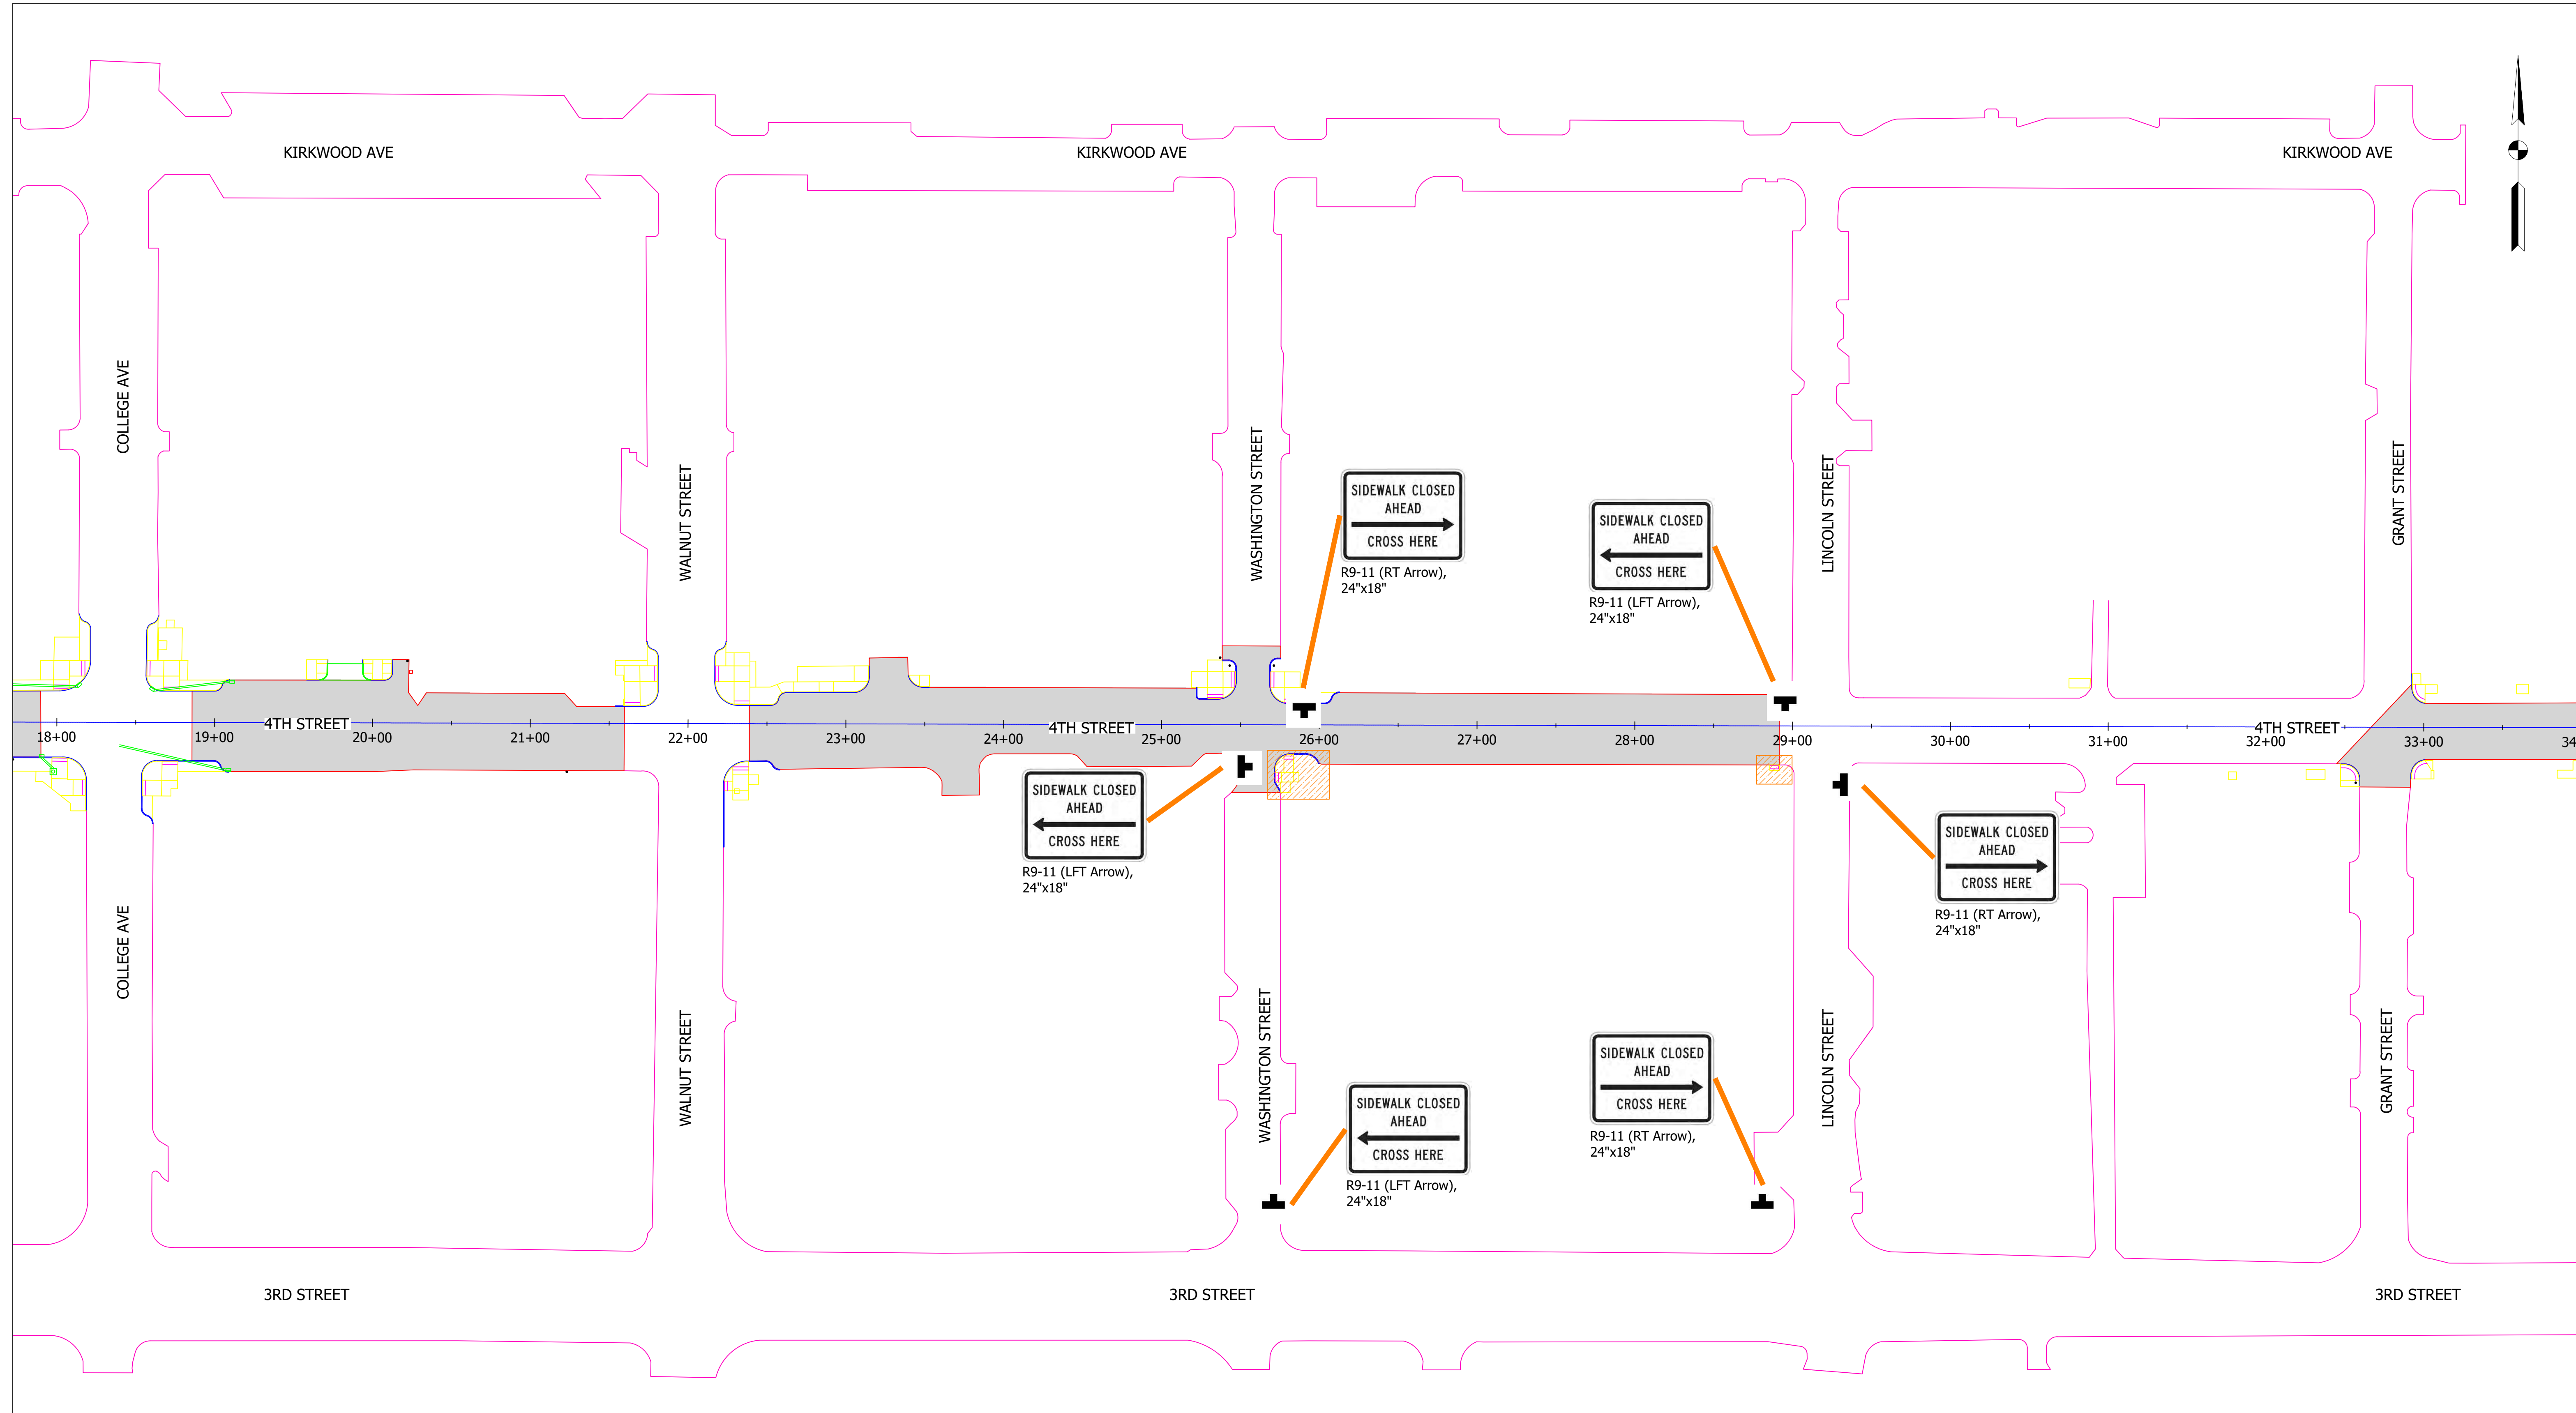 KIRKWOOD AVE
KIRKWOOD AVE
KIRKWOOD AVE
COLLEGE AVE
WALNUT STREET
WASHINGTON STREET
LINCOLN STREET
GRANT STREET
SIDEWALK CLOSED
AHEAD
CROSS HERE
R9-11 (RT Arrow),
24"x18"
SIDEWALK CLOSED
AHEAD
CROSS HERE
R9-11 (LFT Arrow),
24"x18"
4TH STREET
4TH STREET
4TH STREET
18+00
19+00
20+00
21+00
22+00
23+00
24+00
25+00
26+00
27+00
28+00
29+00
30+00
31+00
32+00
33+00
34
SIDEWALK CLOSED
AHEAD
CROSS HERE
R9-11 (LFT Arrow),
24"x18"
SIDEWALK CLOSED
AHEAD
CROSS HERE
R9-11 (RT Arrow),
24"x18"
COLLEGE AVE
WALNUT STREET
WASHINGTON STREET
LINCOLN STREET
GRANT STREET
SIDEWALK CLOSED
AHEAD
CROSS HERE
R9-11 (LFT Arrow),
24"x18"
SIDEWALK CLOSED
AHEAD
CROSS HERE
R9-11 (RT Arrow),
24"x18"
3RD STREET
3RD STREET
3RD STREET